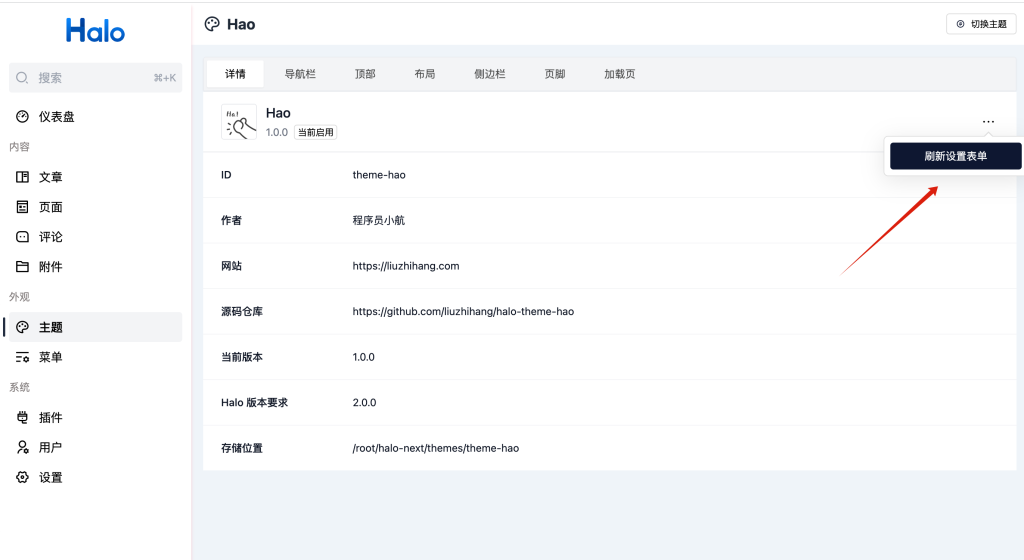 Halo
搜索
⌘+K
仪表盘
内容
文章
页面
评论
附件
外观
主题
菜单
系统
插件
用户
设置
Hao
切换主题
详情
导航栏
顶部
布局
侧边栏
页脚
加载页
Hao
1.0.0 当前启用
...
刷新设置表单
ID theme-hao
作者 程序员小航
网站 https://liuzhihang.com
源码仓库 https://github.com/liuzhihang/halo-theme-hao
当前版本 1.0.0
Halo 版本要求 2.0.0
存储位置 /root/halo-next/themes/theme-hao